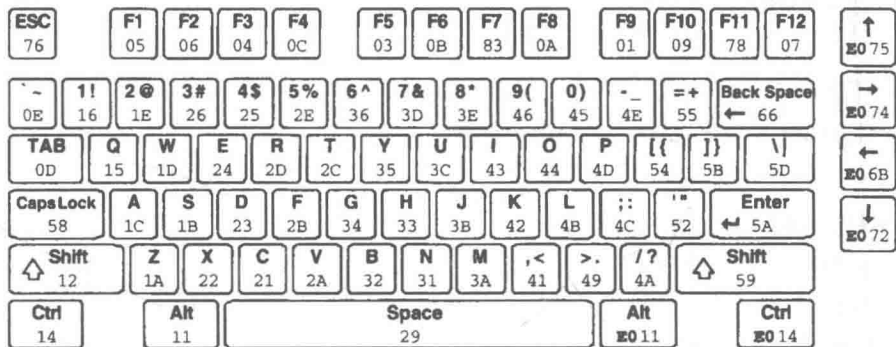 ESC F1 F2 F3 F4 F5 F6 F7 F8 F9 F10 F11 F12 ↑
76 05 06 04 0C 03 0B 83 0A 01 09 78 07 E0 75
` ~ 1! 2@ 3# 4$ 5% 6^ 7& 8* 9( 0) -_ =+ Back Space →
0E 16 1E 26 25 2E 36 3D 3E 46 45 4E 55 ← 66 E0 74
TAB Q W E R T Y U I O P [{ ]} \| ←
0D 15 1D 24 2D 2C 35 3C 43 44 4D 54 5B 5D E0 6B
CapsLock A S D F G H J K L ;: '" Enter ↓
58 1C 1B 23 2B 34 33 3B 42 4B 4C 52 ↵ 5A E0 72
⇧ Shift Z X C V B N M ,< >. /? ⇧ Shift
12 1A 22 21 2A 32 31 3A 41 49 4A 59
Ctrl Alt Space Alt Ctrl
14 11 29 E0 11 E0 14